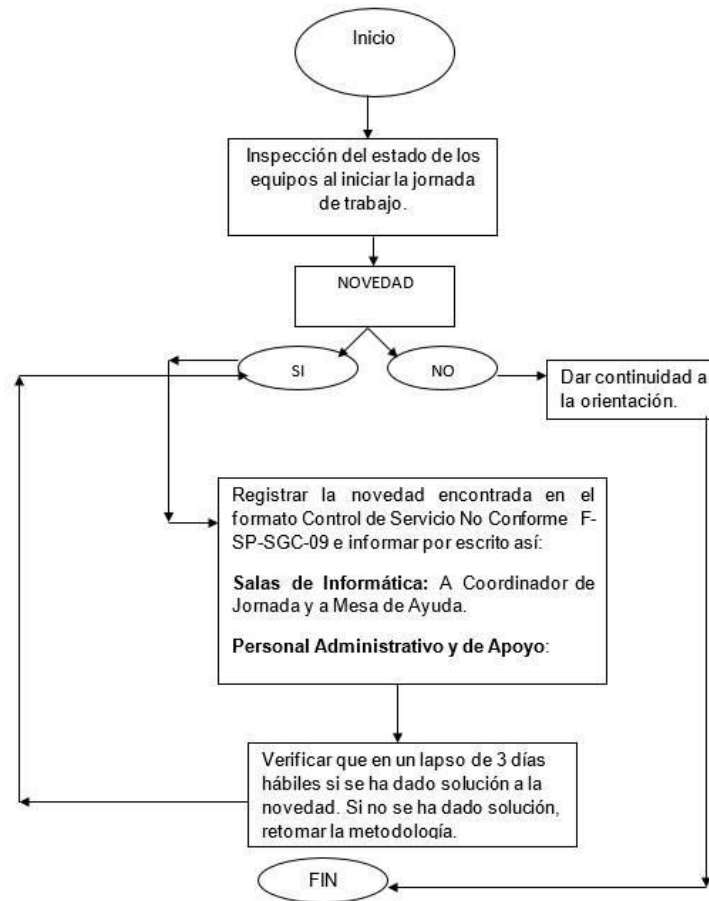 Inicio
Inspección del estado de los
equipos al iniciar la jornada
de trabajo.
NOVEDAD
SI
NO
Dar continuidad a
la orientación.
Registrar la novedad encontrada en el
formato Control de Servicio No Conforme F-
SP-SGC-09 e informar por escrito así:
Salas de Informática: A Coordinador de
Jornada y a Mesa de Ayuda.
Personal Administrativo y de Apoyo:
Verificar que en un lapso de 3 días
hábiles si se ha dado solución a la
novedad. Si no se ha dado solución,
retomar la metodología.
FIN